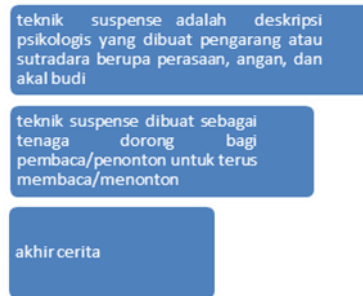 teknik suspense adalah deskripsi
psikologis yang dibuat pengarang atau
sutradara berupa perasaan, angan, dan
akal budi
teknik suspense dibuat sebagai
tenaga dorong bagi
pembaca/penonton untuk terus
membaca/menonton
akhir cerita